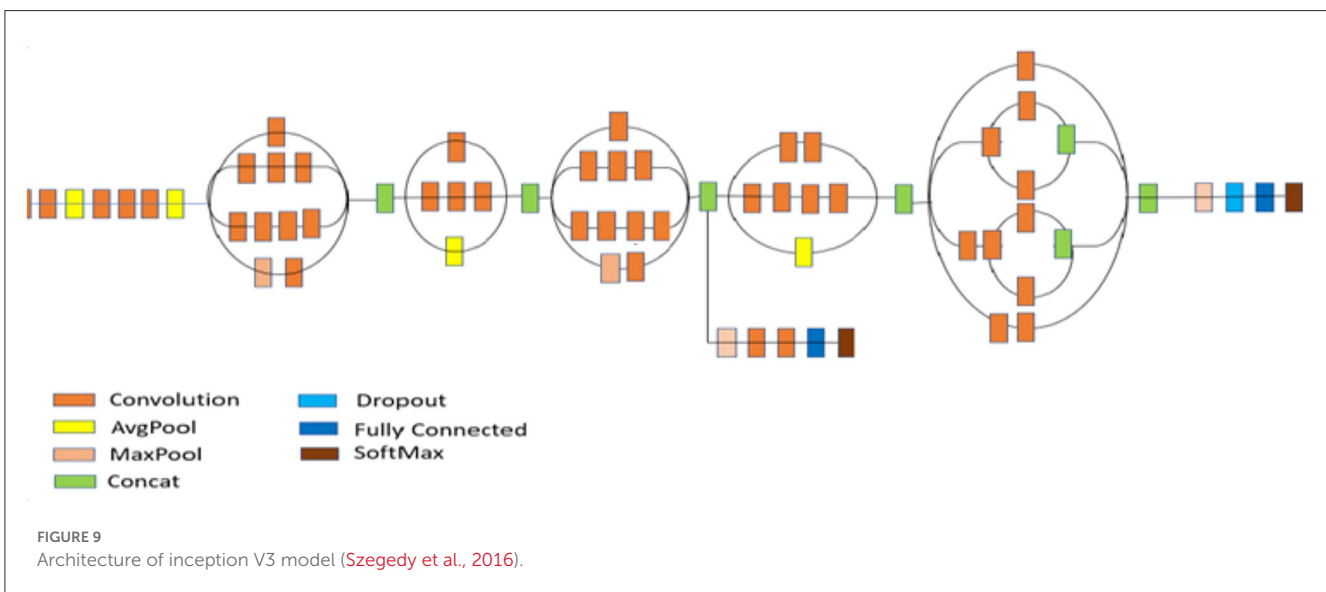 Convolution
AvgPool
MaxPool
Concat
Dropout
Fully Connected
SoftMax
FIGURE 9
Architecture of inception V3 model (Szegedy et al., 2016).